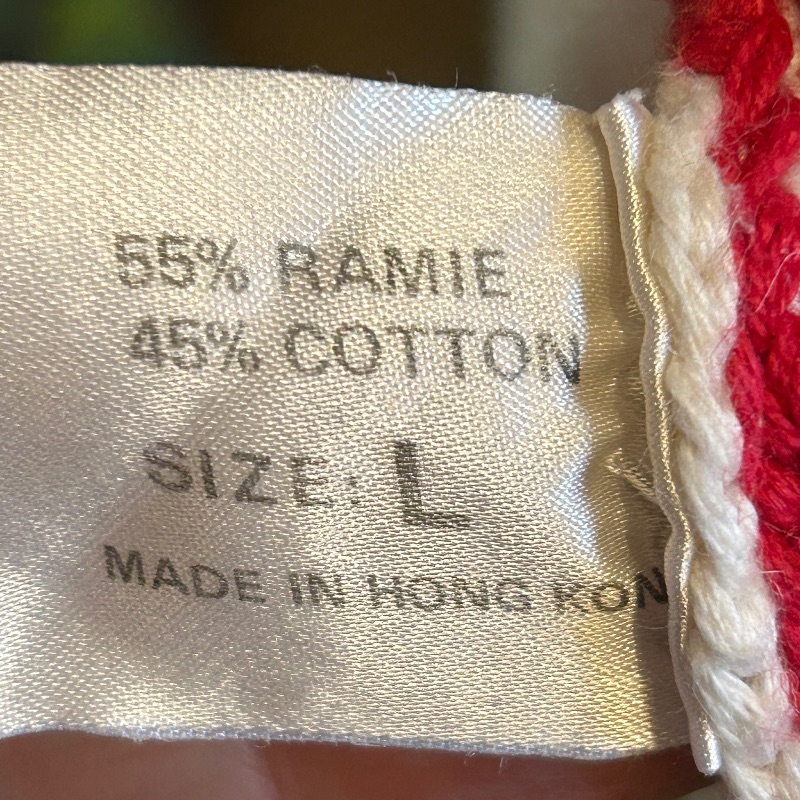 55% RAMIE
45% COTTON
SIZE: L
MADE IN HONG KON